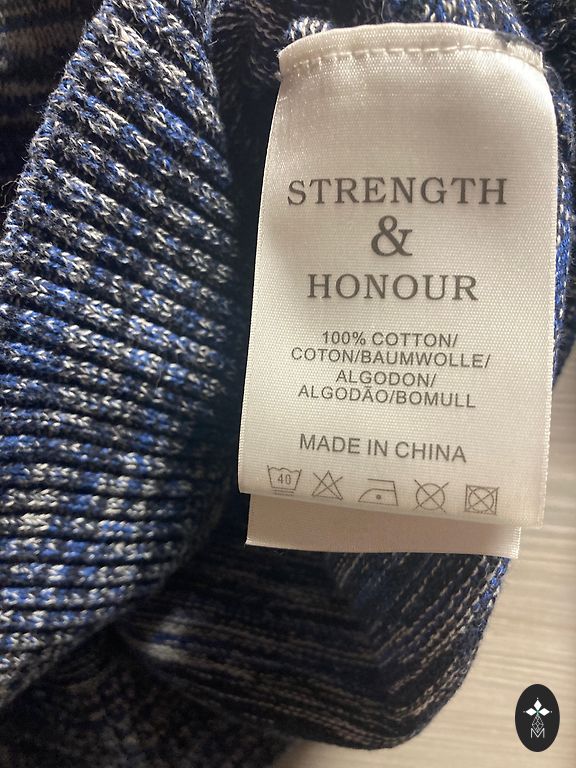 STRENGTH
&
HONOUR
100% COTTON/
COTON/BAUMWOLLE/
ALGODON/
ALGODÃO/BOMULL
MADE IN CHINA
40
M